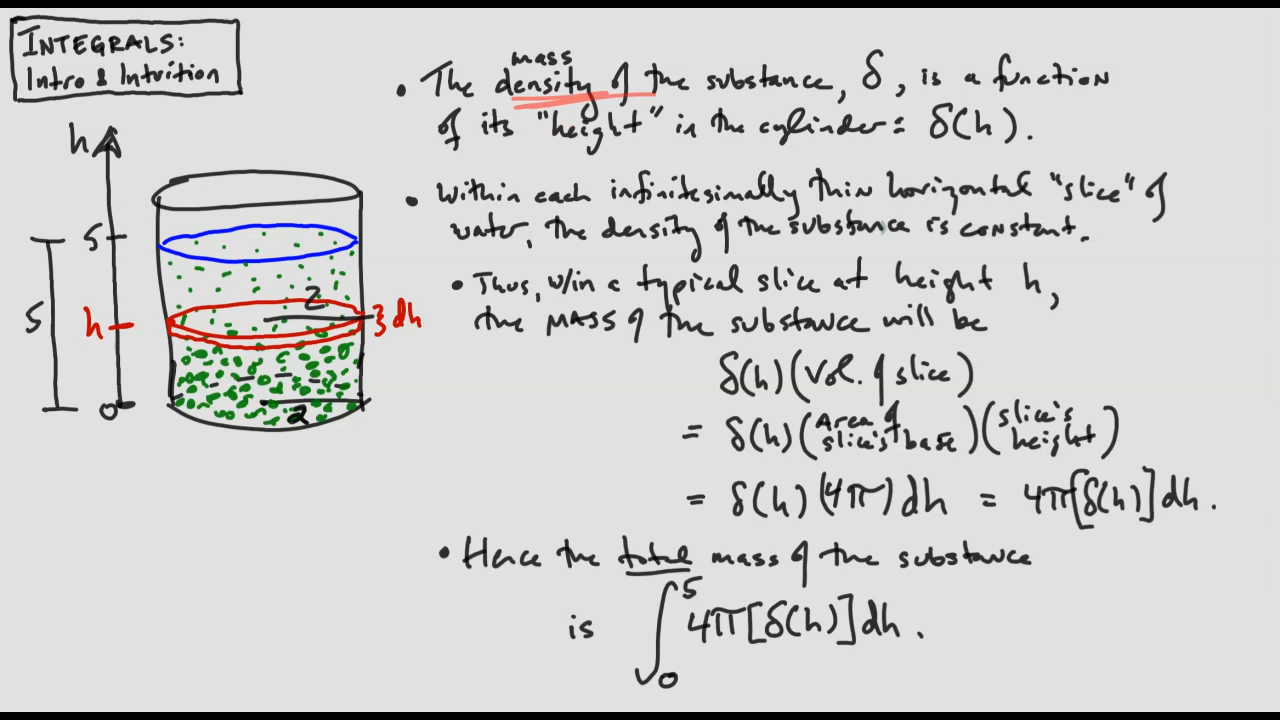 INTEGRALS:
Intro & Intuition
mass
• The density of the substance, δ, is a function
of its "height" in the cylinder: δ(h).
• Within each infinitesimally thin horizontal "slice" of
water, the density of the substance is constant.
• Thus, w/in a typical slice at height h,
the MASS of the substance will be
δ(h)(Vol. of slice)
= δ(h)(Area of slice's base)(slice's height)
= δ(h)(4π)dh = 4π[δ(h)]dh.
• Hence the total mass of the substance
is ∫₀⁵ 4π[δ(h)]dh.
h
5
5
h
0
2
}dh
2